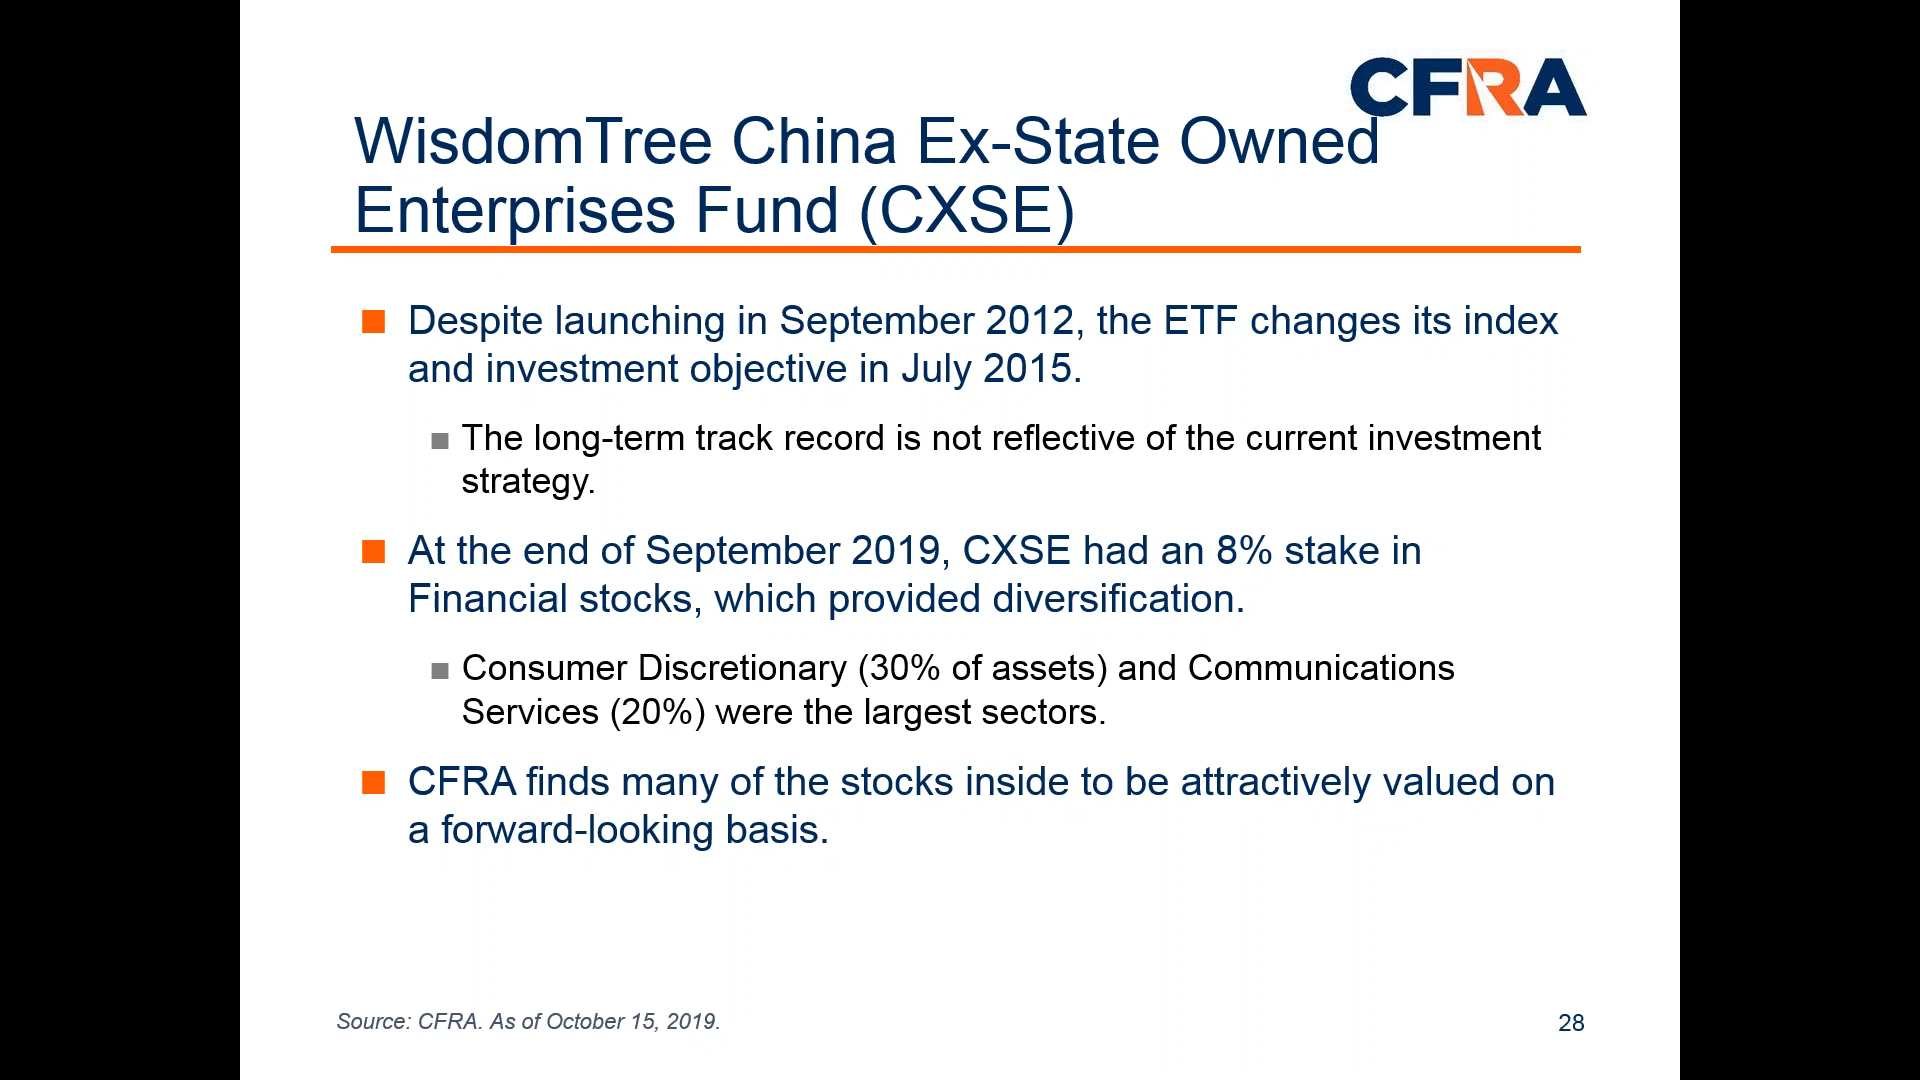 CFRA
WisdomTree China Ex-State Owned
Enterprises Fund (CXSE)
Despite launching in September 2012, the ETF changes its index
and investment objective in July 2015.
The long-term track record is not reflective of the current investment
strategy.
At the end of September 2019, CXSE had an 8% stake in
Financial stocks, which provided diversification.
Consumer Discretionary (30% of assets) and Communications
Services (20%) were the largest sectors.
CFRA finds many of the stocks inside to be attractively valued on
a forward-looking basis.
Source: CFRA. As of October 15, 2019.
28